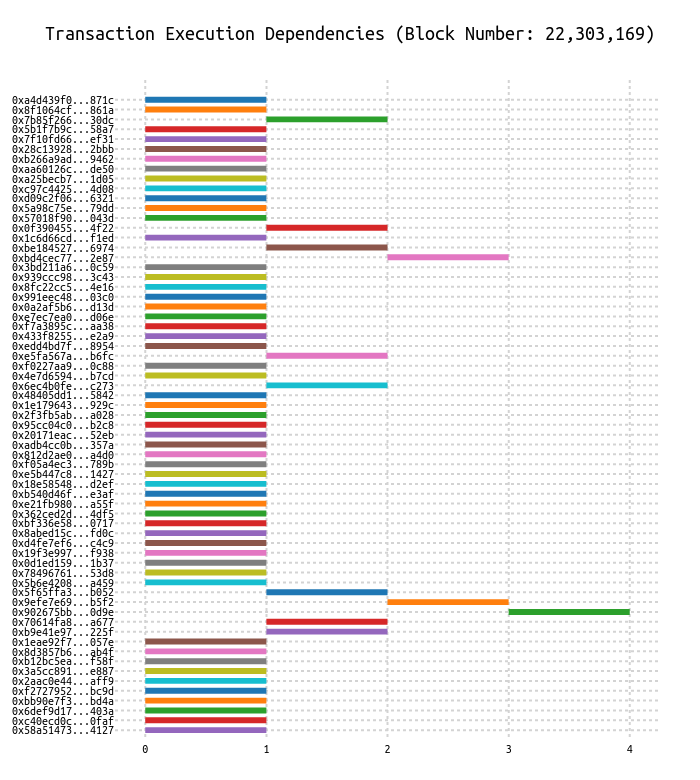 Transaction Execution Dependencies (Block Number: 22,303,169)
0xa4d439f0...871c
0x8f1064cf...861a
0x7b85f266...30dc
0x5b1f7b9c...58a7
0x7f10fd66...ef31
0x28c13928...2bbb
0xb266a9ad...9462
0xaa60126c...de50
0xa25becb7...1d05
0xc97c4425...4d08
0xd09c2f06...6321
0x5a98c75e...79dd
0x57018f90...043d
0x0f390455...4f22
0x1c6d66cd...f1ed
0xbe184527...6974
0xbd4cec77...2e87
0x3bd211a6...0c59
0x939ccc98...3c43
0x8fc22cc5...4e16
0x991eec48...03c0
0x0a2af5b6...d13d
0xe7ec7ea0...d06e
0xf7a3895c...aa38
0x433f8255...e2a9
0xedd4bd7f...8954
0xe5fa567a...b6fc
0xf0227aa9...0c88
0x4e7d6594...b7cd
0x6ec4b0fe...c273
0x48405dd1...5842
0x1e179643...929c
0x2f3fb5ab...a028
0x95cc04c0...b2c8
0x20171eac...52eb
0xadb4cc0b...357a
0x812d2ae0...a4d0
0xf05a4ec3...789b
0xe5b447c8...1427
0x18e58548...d2ef
0xb540d46f...e3af
0xe21fb980...a55f
0x362ced2d...4df5
0xbf336e58...0717
0x8abed15c...fd0c
0xd4fe7ef6...c4c9
0x19f3e997...f938
0x0d1ed159...1b37
0x78496761...53d8
0x5b6e4208...a459
0x5f65ffa3...b052
0x9efe7e69...b5f2
0x902675bb...0d9e
0x70614fa8...a677
0xb9e41e97...225f
0x1eae92f7...057e
0x8d3857b6...ab4f
0xb12bc5ea...f58f
0x3a5cc891...e887
0x2aac0e44...aff9
0xf2727952...bc9d
0xbb90e7f3...bd4a
0x6def9d17...403a
0xc40ecd0c...0faf
0x58a51473...4127
0 1 2 3 4